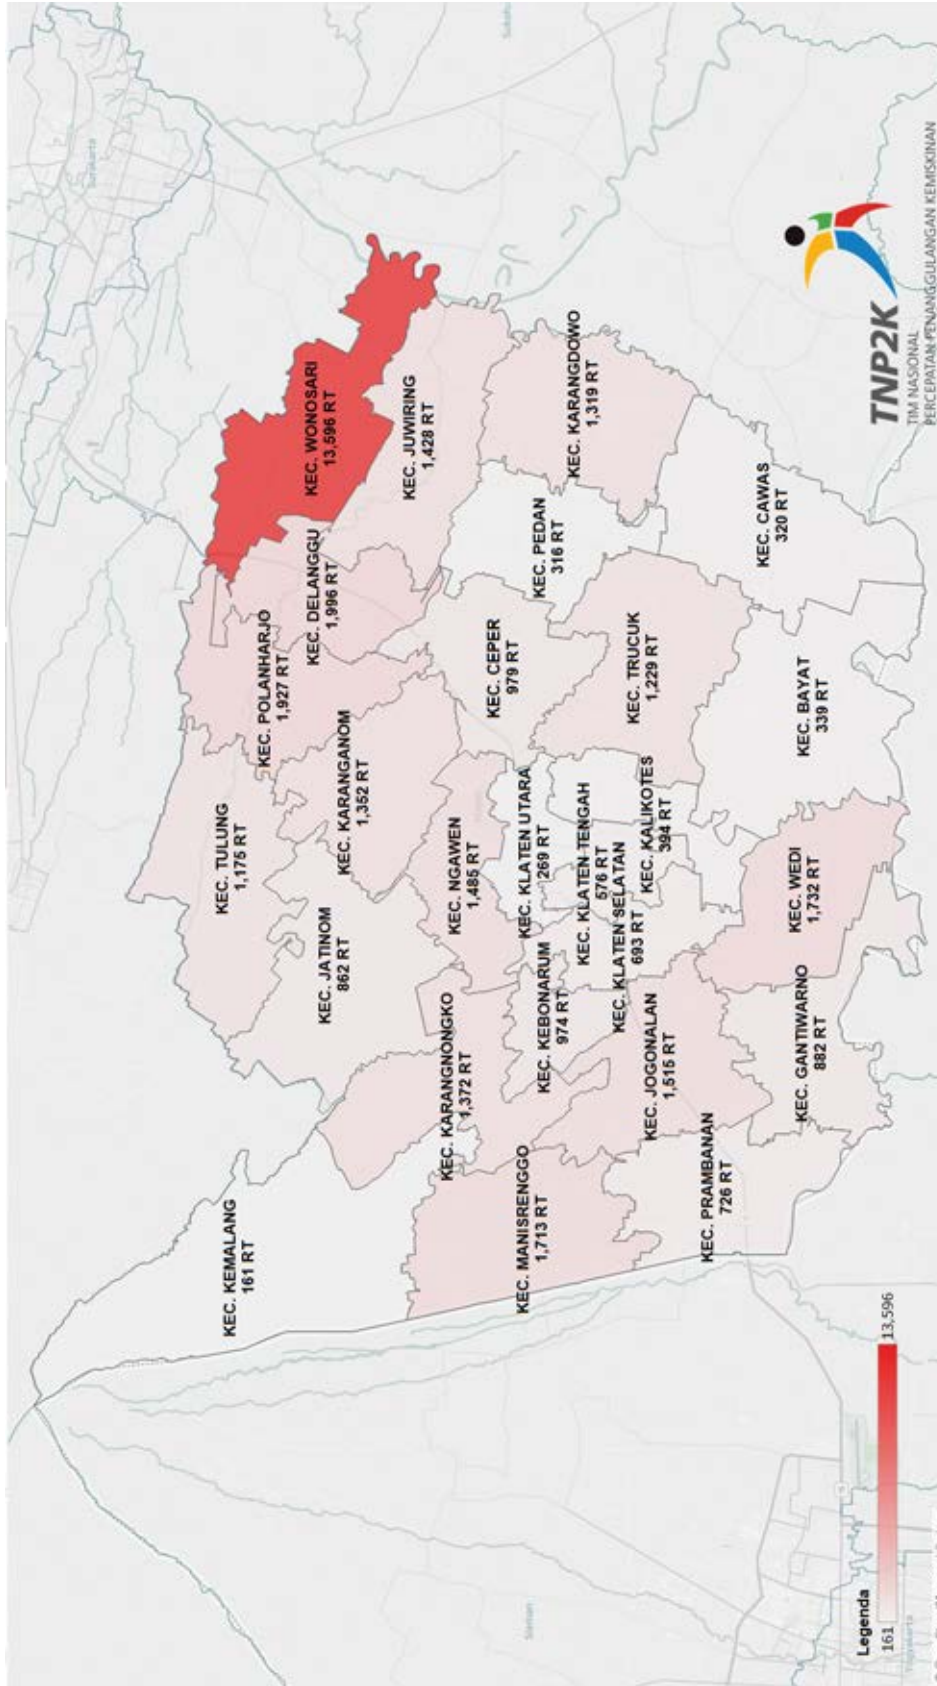 Surakarta
KEC. WONOSARI
13,596 RT
KEC. JUWIRING
1,428 RT
KEC. KARANGDOWO
1,319 RT
KEC. DELANGGU
1,996 RT
KEC. POLANHARJO
1,927 RT
KEC. PEDAN
316 RT
KEC. CAWAS
320 RT
KEC. TULUNG
1,175 RT
KEC. KARANGANOM
1,352 RT
KEC. CEPER
979 RT
KEC. TRUCUK
1,229 RT
KEC. BAYAT
339 RT
KEC. JATINOM
862 RT
KEC. NGAWEN
1,485 RT
KEC. KLATEN UTARA
269 RT
KEC. KLATEN TENGAH
576 RT
KEC. KLATEN SELATAN
693 RT
KEC. KALIKOTES
394 RT
KEC. WEDI
1,732 RT
KEC. KARANGNONGKO
1,372 RT
KEC. KEBONARUM
974 RT
KEC. JOGONALAN
1,515 RT
KEC. GANTIWARNO
882 RT
KEC. KEMALANG
161 RT
KEC. MANISRENGGO
1,713 RT
KEC. PRAMBANAN
726 RT
Sleman
Yogyakarta
Legenda
161
13,596
TNP2K
TIM NASIONAL
PERCEPATAN PENANGGULANGAN KEMISKINAN